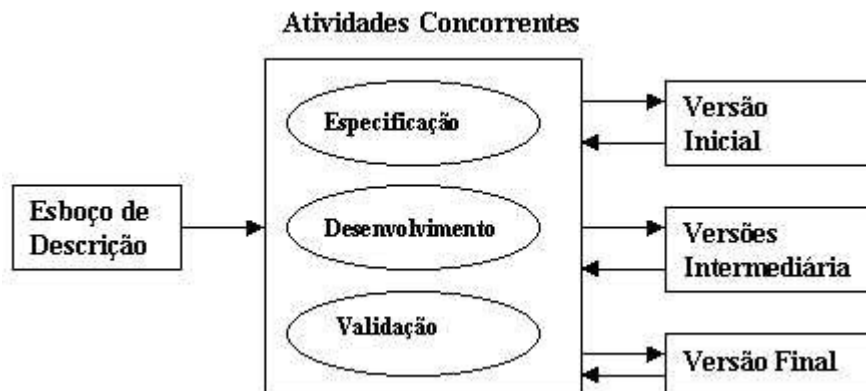 Atividades Concorrentes
Esboço de
Descrição
Especificação
Desenvolvimento
Validação
Versão
Inicial
Versões
Intermediária
Versão Final